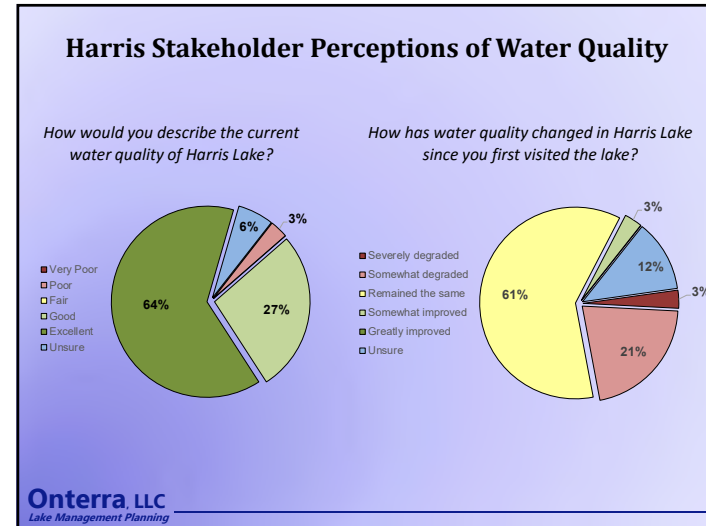 Harris Stakeholder Perceptions of Water Quality
How would you describe the current
water quality of Harris Lake?
Very Poor
Poor
Fair
Good
Excellent
Unsure
6%
3%
64%
27%
How has water quality changed in Harris Lake
since you first visited the lake?
Severely degraded
Somewhat degraded
Remained the same
Somewhat improved
Greatly improved
Unsure
3%
12%
3%
61%
21%
Onterra, LLC
Lake Management Planning